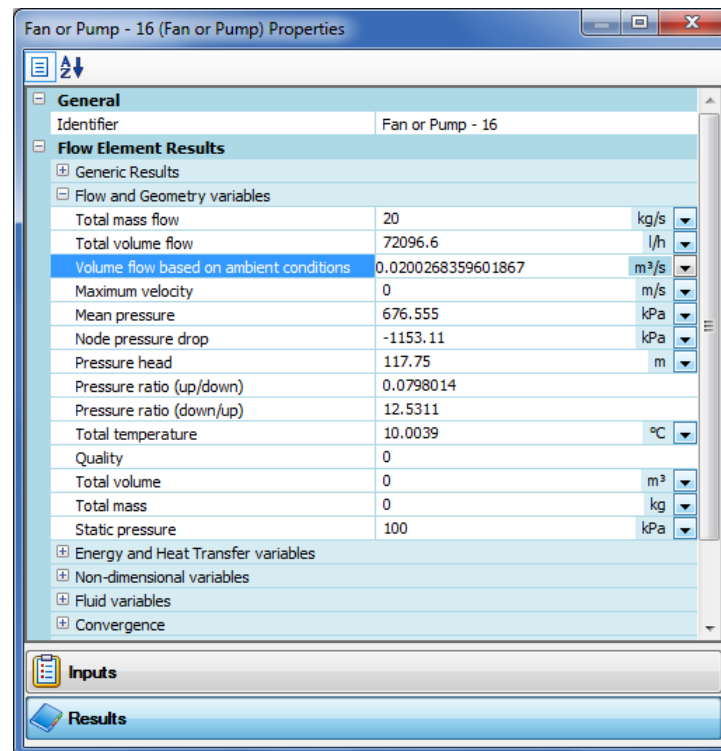 Fan or Pump - 16 (Fan or Pump) Properties
General
Identifier Fan or Pump - 16
Flow Element Results
Generic Results
Flow and Geometry variables
Total mass flow 20 kg/s
Total volume flow 72096.6 l/h
Volume flow based on ambient conditions 0.0200268359601867 m³/s
Maximum velocity 0 m/s
Mean pressure 676.555 kPa
Node pressure drop -1153.11 kPa
Pressure head 117.75 m
Pressure ratio (up/down) 0.0798014
Pressure ratio (down/up) 12.5311
Total temperature 10.0039 °C
Quality 0
Total volume 0 m³
Total mass 0 kg
Static pressure 100 kPa
Energy and Heat Transfer variables
Non-dimensional variables
Fluid variables
Convergence
Inputs
Results